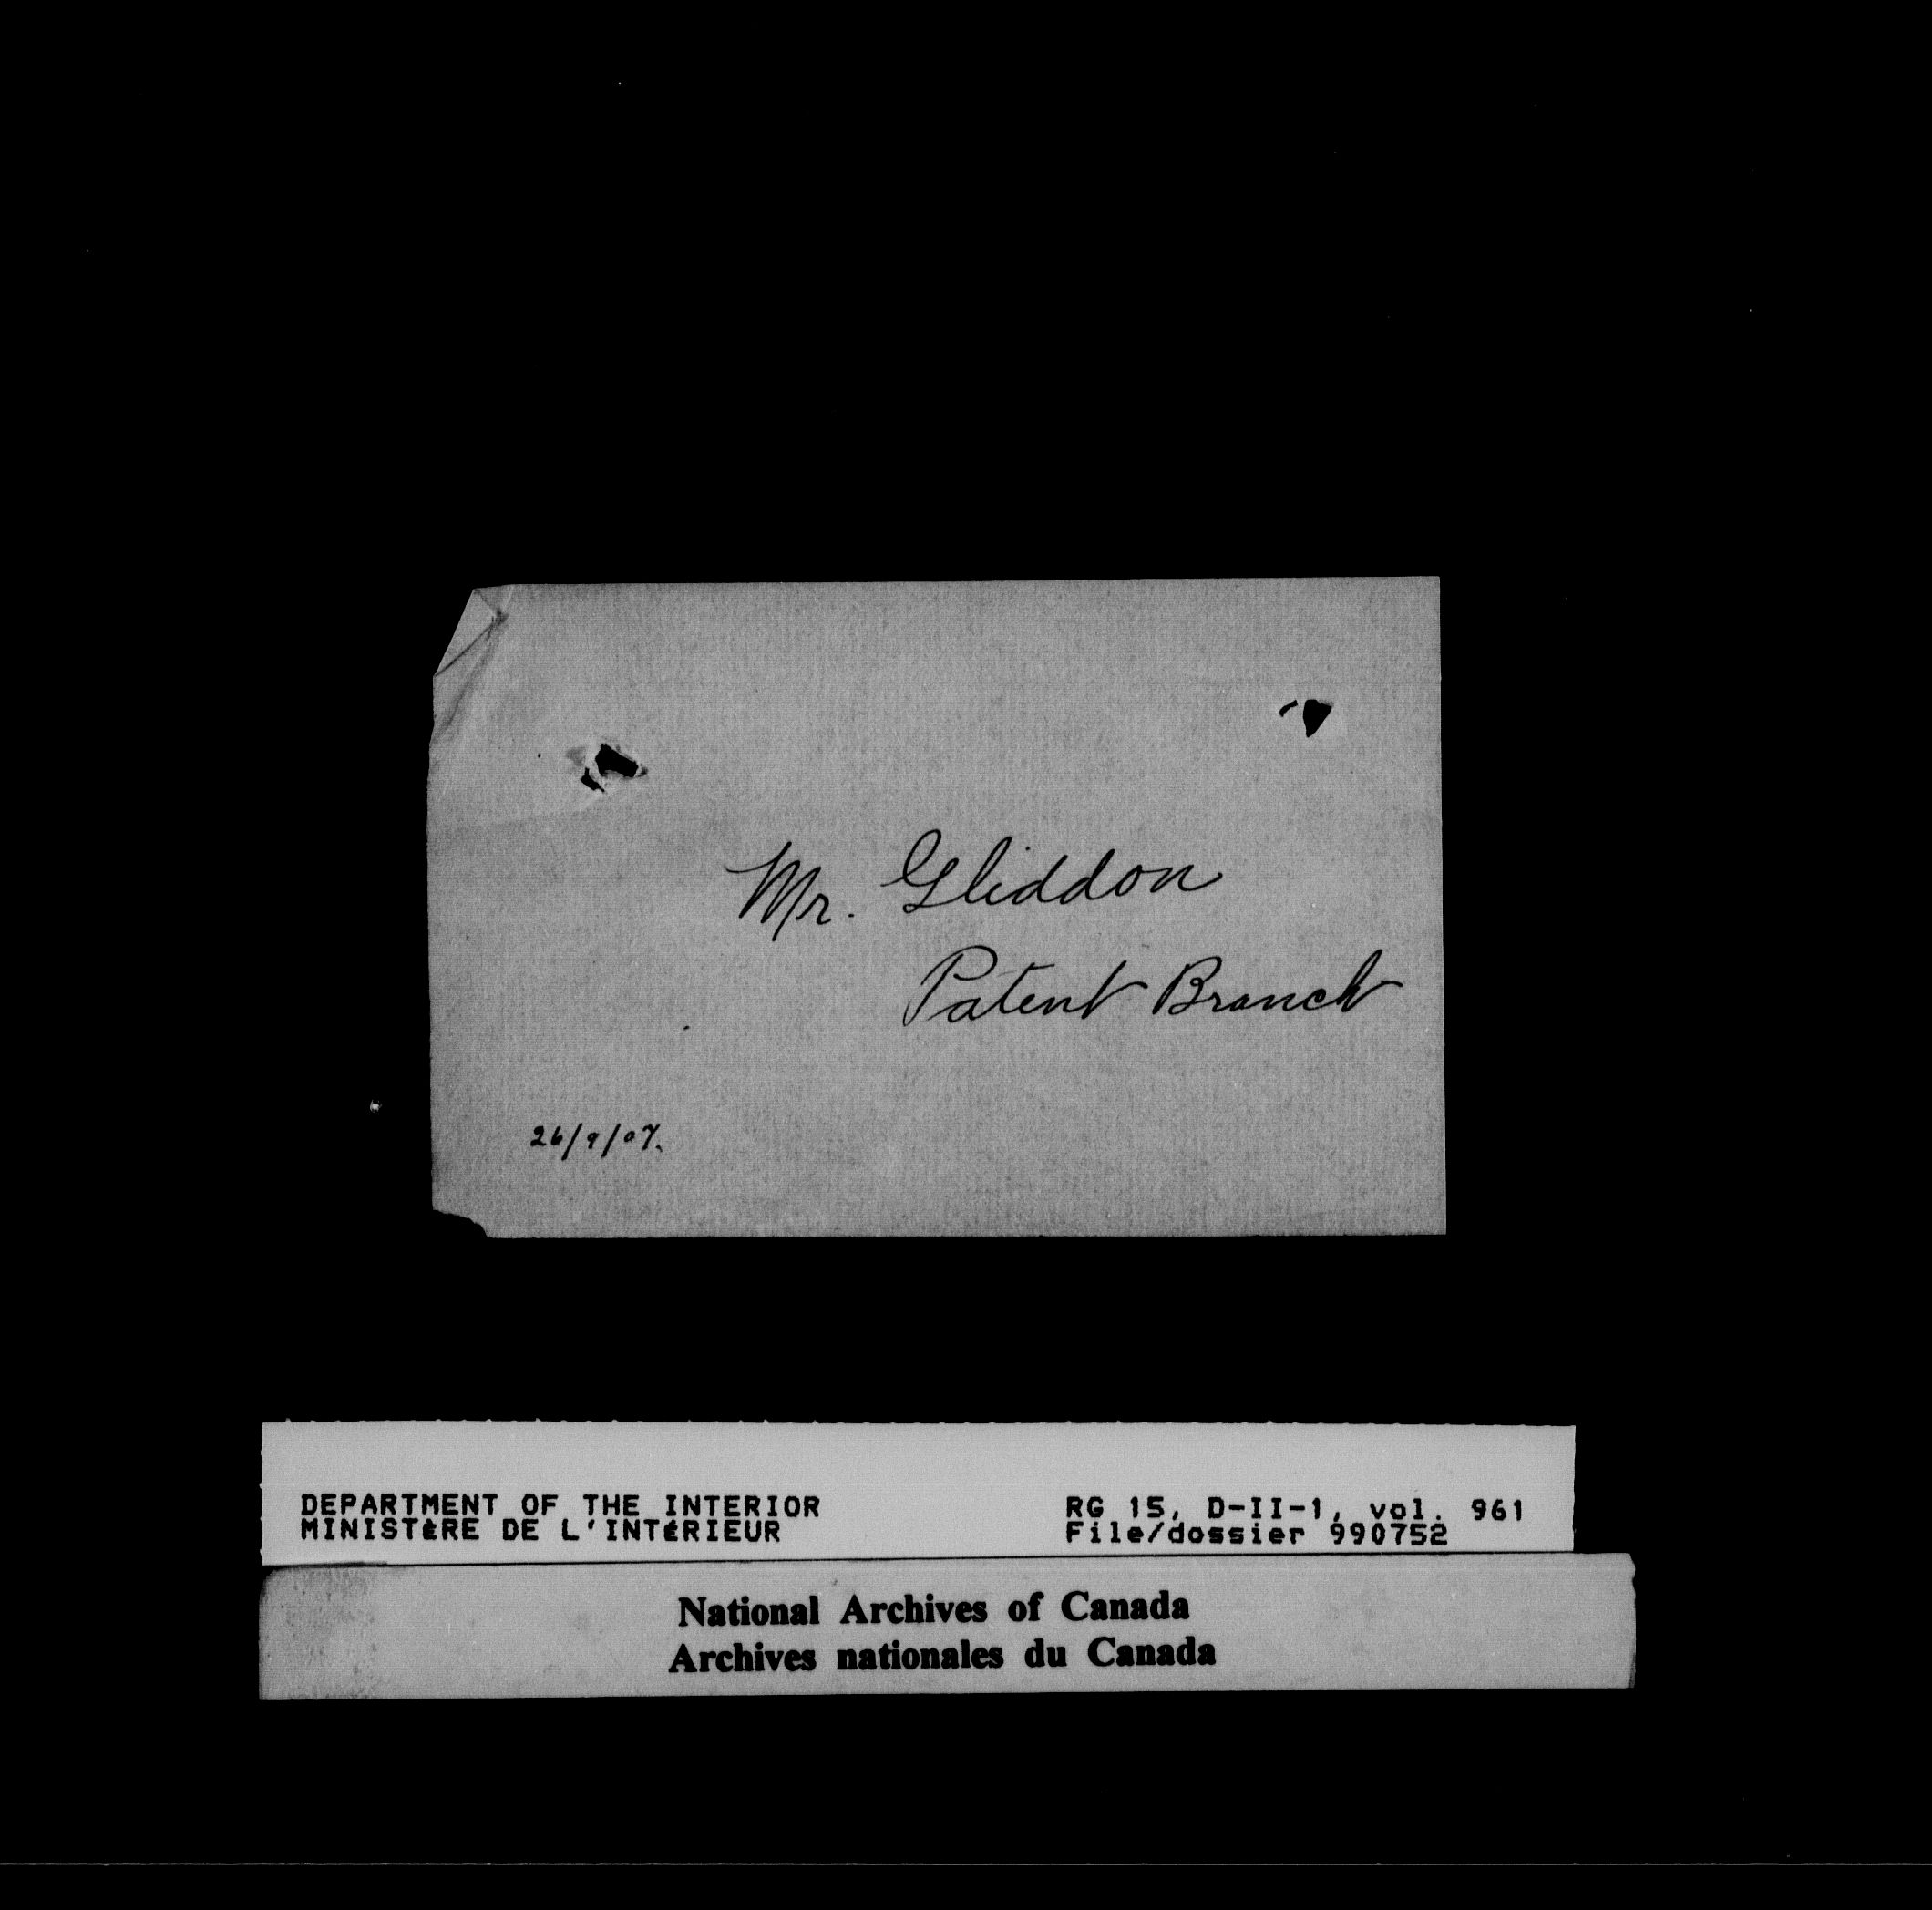 Mr. Gliddon
Patent Branch
26/9/07.
DEPARTMENT OF THE INTERIOR
MINISTÈRE DE L'INTÉRIEUR
RG 15, D-II-1, vol. 961
File/dossier 990752
National Archives of Canada
Archives nationales du Canada